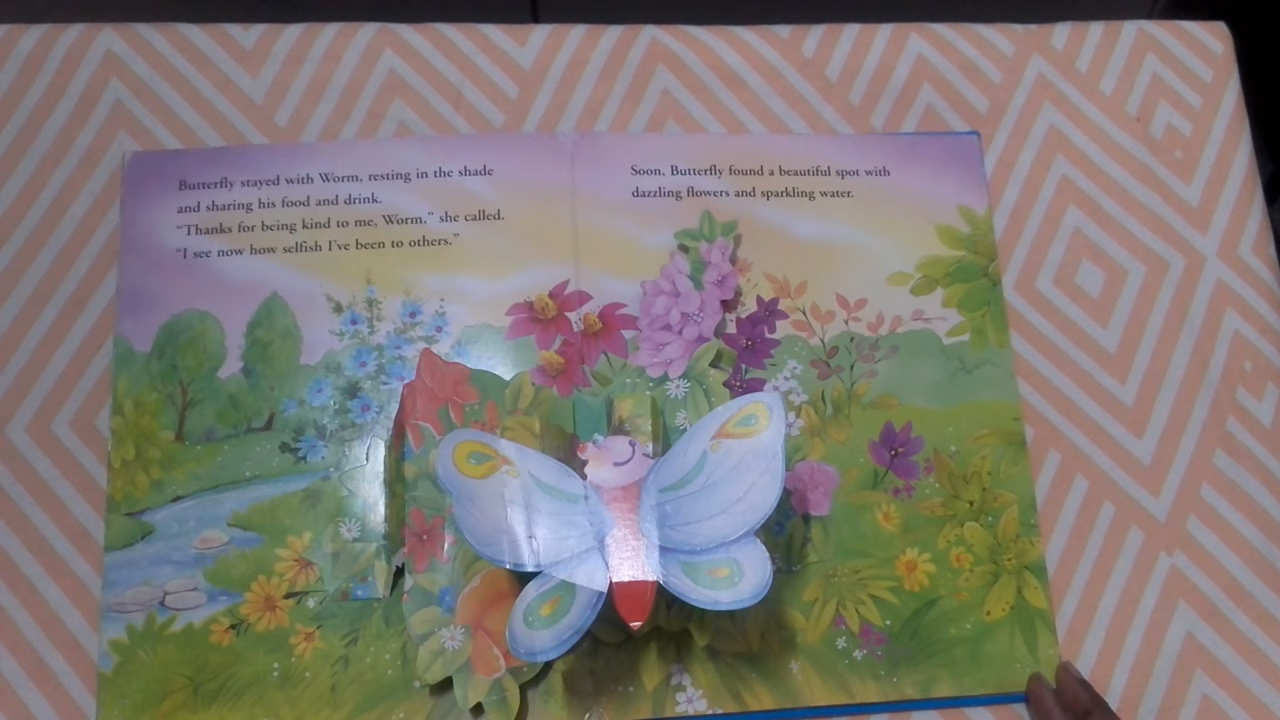 Butterfly stayed with Worm, resting in the shade
and sharing his food and drink.
“Thanks for being kind to me, Worm,” she called.
“I see now how selfish I’ve been to others.”
Soon, Butterfly found a beautiful spot with
dazzling flowers and sparkling water.